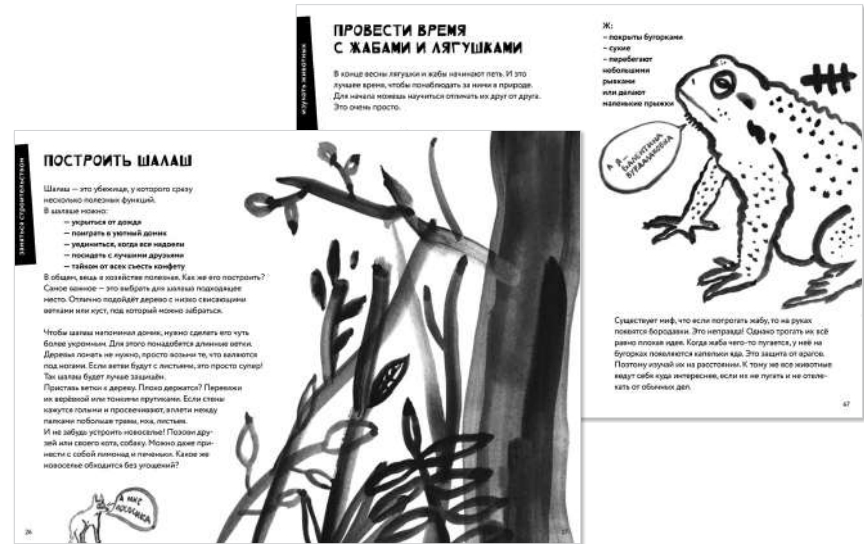 изучать животных
ПРОВЕСТИ ВРЕМЯ
С ЖАБАМИ И ЛЯГУШКАМИ
В конце весны лягушки и жабы начинают петь. И это
лучшее время, чтобы понаблюдать за ними в природе.
Для начала можешь научиться отличать их друг от друга.
Это очень просто.
Ж:
– покрыты бугорками
– сухие
– перебегают
небольшими
рывками
или делают
маленькие прыжки
А Я –
ВАЛЕНТИНА
БУРДАЛАКОВНА
Существует миф, что если потрогать жабу, то на руках
появятся бородавки. Это неправда! Однако трогать их всё
равно плохая идея. Когда жаба чего-то пугается, у неё на
бугорках появляются капельки яда. Это защита от врагов.
Поэтому изучай их на расстоянии. К тому же все животные
ведут себя куда интереснее, если их не пугать и не отвле-
кать от обычных дел.
67
заняться строительством
ПОСТРОИТЬ ШАЛАШ
Шалаш – это убежище, у которого сразу
несколько полезных функций.
В шалаше можно:
– укрыться от дождя
– поиграть в уютный домик
– уединиться, когда все надоели
– посидеть с лучшими друзьями
– тайком от всех съесть конфету
В общем, вещь в хозяйстве полезная. Как же его построить?
Самое важное – это выбрать для шалаша подходящее
место. Отлично подойдёт дерево с низко свисающими
ветками или куст, под который можно забраться.
Чтобы шалаш напоминал домик, нужно сделать его чуть
более укромным. Для этого понадобятся длинные ветки.
Деревья ломать не нужно, просто возьми те, что валяются
под ногами. Если ветки будут с листьями, это просто супер!
Так шалаш будет лучше защищён.
Приставь ветки к дереву. Плохо держатся? Перевяжи
их верёвкой или тонкими прутиками. Если стены
кажутся голыми и просвечивают, вплети между
палками побольше травы, мха, листьев.
И не забудь устроить новоселье! Позови дру-
зей или своего кота, собаку. Можно даже при-
нести с собой лимонад и печеньки. Какое же
новоселье обходится без угощений?
А МНЕ
26
27